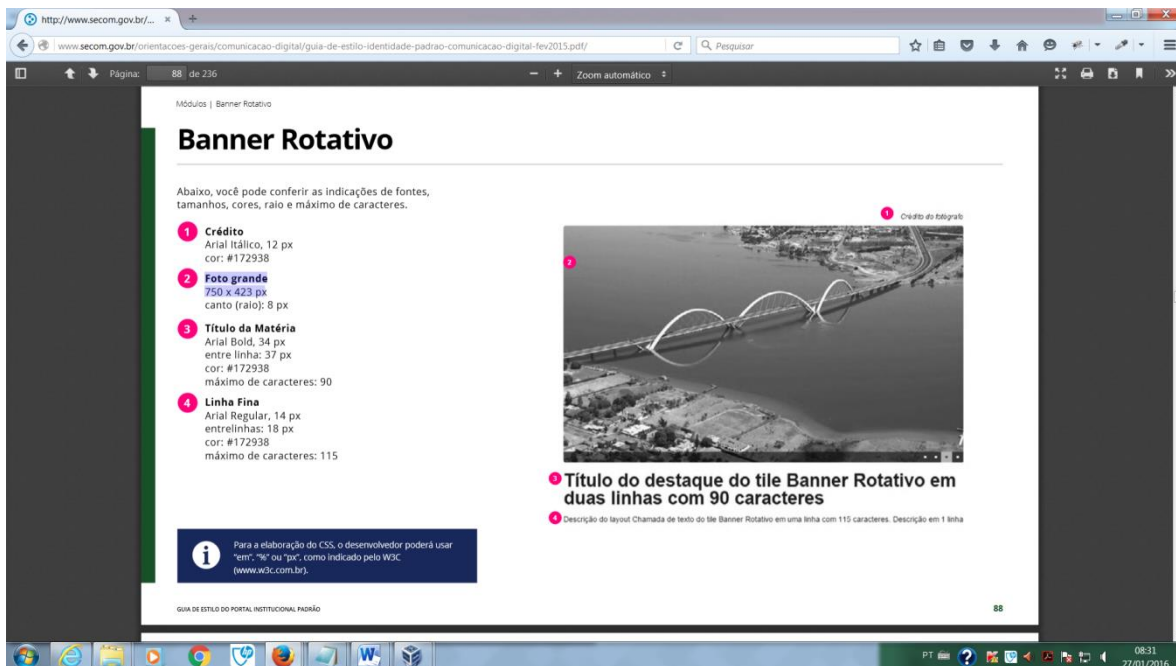 http://www.secom.gov.br/...
www.secom.gov.br/orientacoes-gerais/comunicacao-digital/guia-de-estilo-identidade-padrao-comunicacao-digital-fev2015.pdf/
Pesquisar
Página: 88 de 236
Zoom automático
Módulos | Banner Rotativo
Banner Rotativo
Abaixo, você pode conferir as indicações de fontes,
tamanhos, cores, raio e máximo de caracteres.
1 Crédito
Arial Itálico, 12 px
cor: #172938
2 Foto grande
750 x 423 px
canto (raio): 8 px
3 Título da Matéria
Arial Bold, 34 px
entre linha: 37 px
cor: #172938
máximo de caracteres: 90
4 Linha Fina
Arial Regular, 14 px
entrelinhas: 18 px
cor: #172938
máximo de caracteres: 115
i
Para a elaboração do CSS, o desenvolvedor poderá usar
"em", "%" ou "px", como indicado pelo W3C
(www.w3c.com.br).
1 Crédito do fotógrafo
2
3 Título do destaque do tile Banner Rotativo em
duas linhas com 90 caracteres
4 Descrição do layout Chamada de texto do tile Banner Rotativo em uma linha com 115 caracteres. Descrição em 1 linha
GUIA DE ESTILO DO PORTAL INSTITUCIONAL PADRÃO
88
PT
08:31
27/01/2016